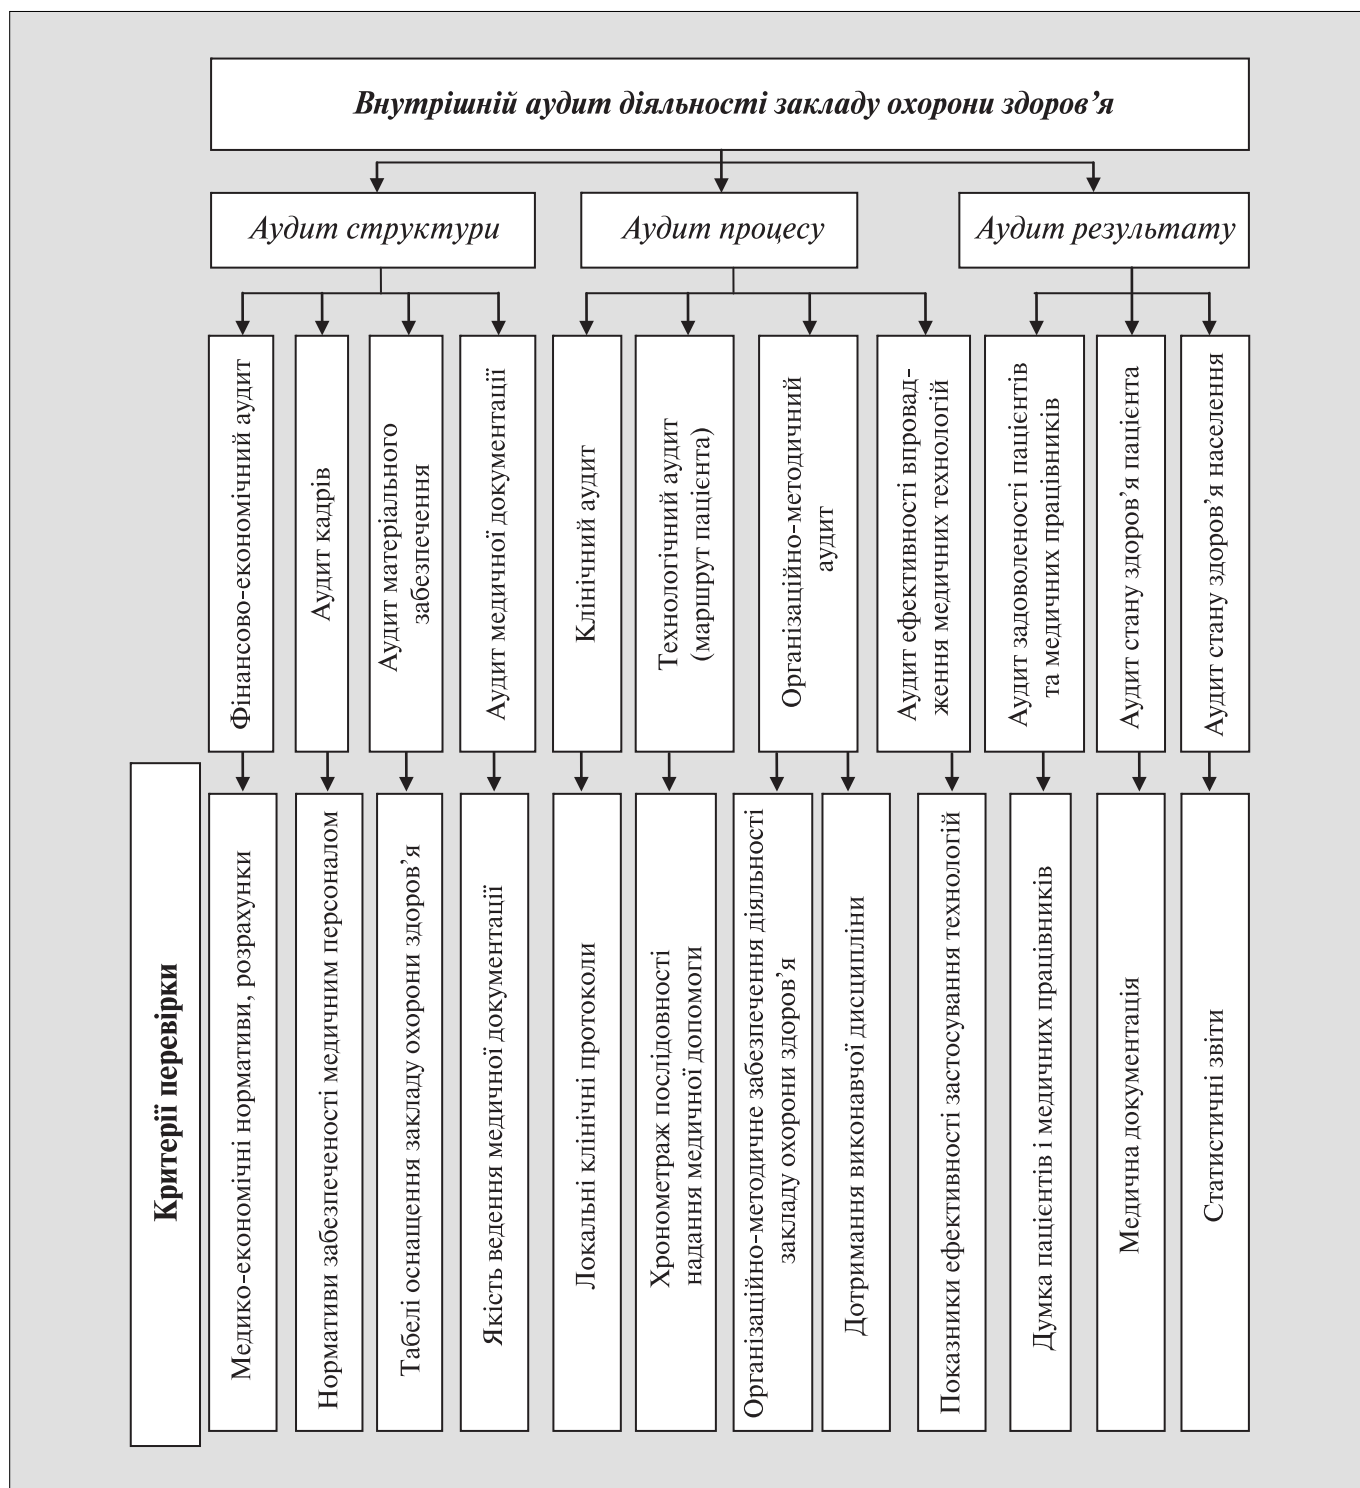 Внутрішній аудит діяльності закладу охорони здоров’я
Аудит структури
Аудит процесу
Аудит результату
Фінансово-економічний аудит
Аудит кадрів
Аудит матеріального
забезпечення
Аудит медичної документації
Клінічний аудит
Технологічний аудит
(маршрут пацієнта)
Організаційно-методичний
аудит
Аудит ефективності впровад-
ження медичних технологій
Аудит задоволеності пацієнтів
та медичних працівників
Аудит стану здоров’я пацієнта
Аудит стану здоров’я населення
Критерії перевірки
Медико-економічні нормативи, розрахунки
Нормативи забезпеченості медичним персоналом
Табелі оснащення закладу охорони здоров’я
Якість ведення медичної документації
Локальні клінічні протоколи
Хронометраж послідовності
надання медичної допомоги
Організаційно-методичне забезпечення діяльності
закладу охорони здоров’я
Дотримання виконавчої дисципліни
Показники ефективності застосування технологій
Думка пацієнтів і медичних працівників
Медична документація
Статистичні звіти